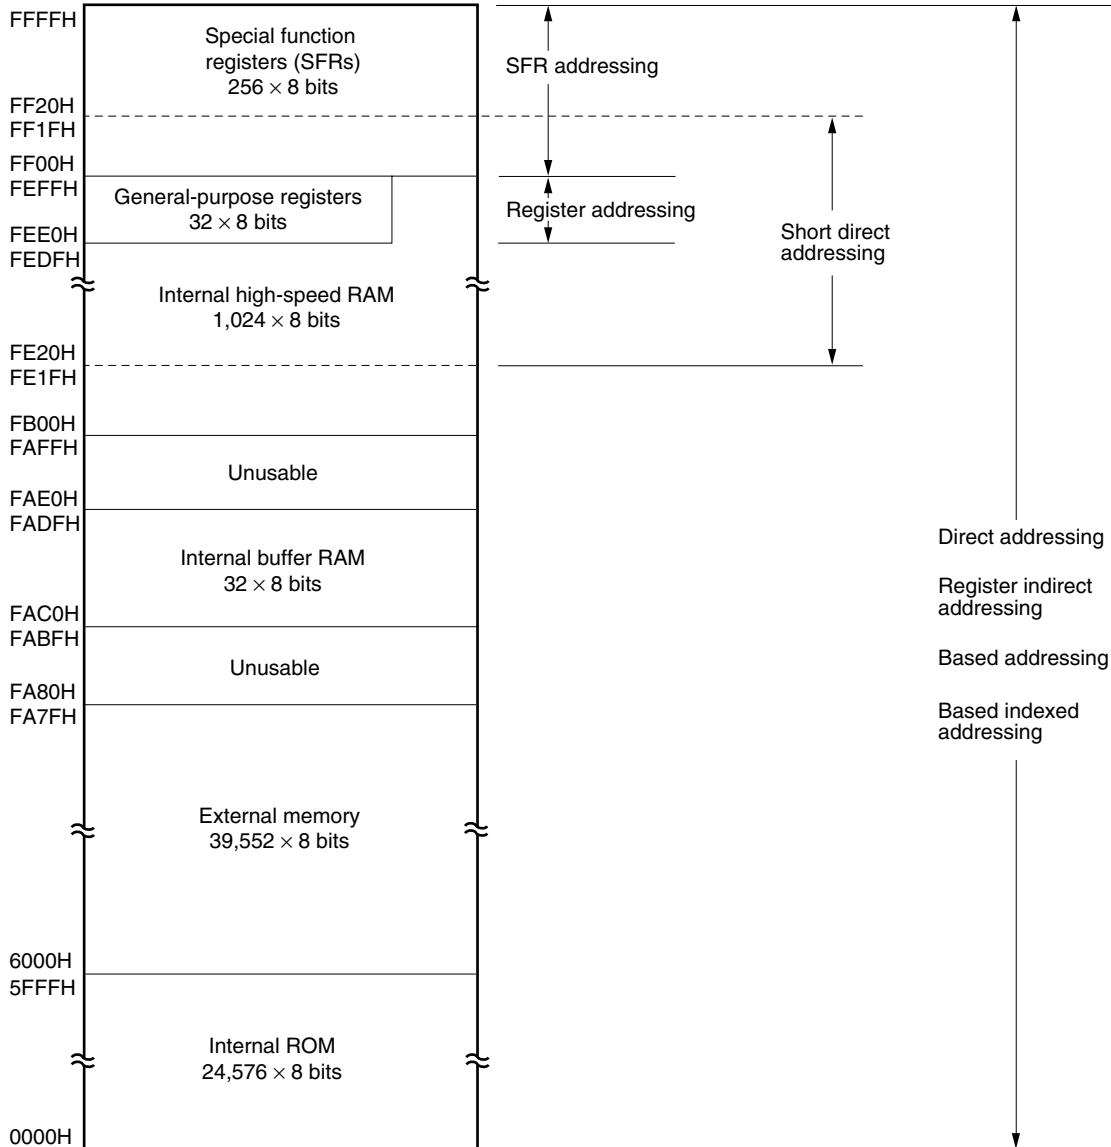 FFFFH
Special function
registers (SFRs)
256 × 8 bits
SFR addressing
FF20H
FF1FH
FF00H
FEFFH
General-purpose registers
32 × 8 bits
Register addressing
Short direct
addressing
FEE0H
FEDFH
Internal high-speed RAM
1,024 × 8 bits
FE20H
FE1FH
FB00H
FAFFH
Unusable
FAE0H
FADFH
Internal buffer RAM
32 × 8 bits
Direct addressing
Register indirect
addressing
Based addressing
Based indexed
addressing
FAC0H
FABFH
Unusable
FA80H
FA7FH
External memory
39,552 × 8 bits
6000H
5FFFH
Internal ROM
24,576 × 8 bits
0000H